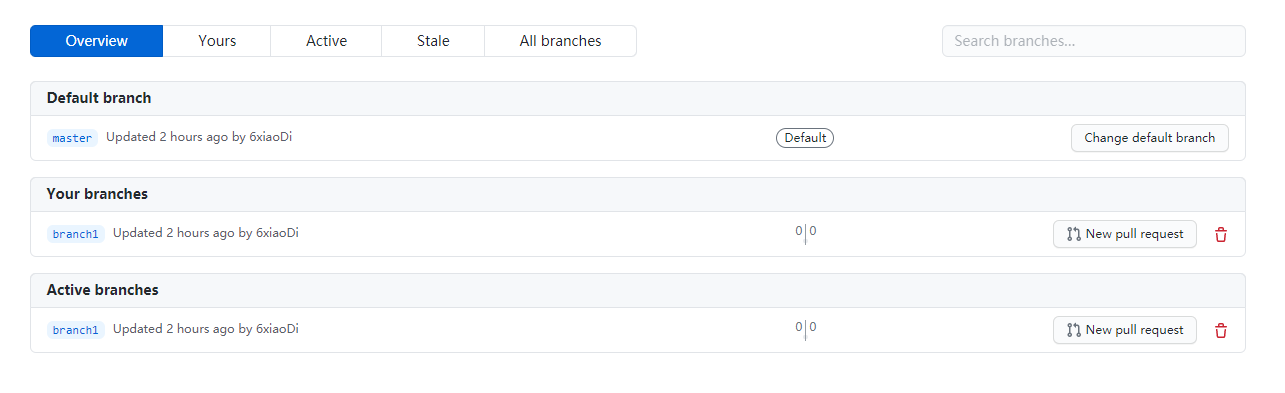 Overview Yours Active Stale All branches Search branches...
Default branch
master Updated 2 hours ago by 6xiaoDi Default Change default branch
Your branches
branch1 Updated 2 hours ago by 6xiaoDi 0 0 New pull request
Active branches
branch1 Updated 2 hours ago by 6xiaoDi 0 0 New pull request